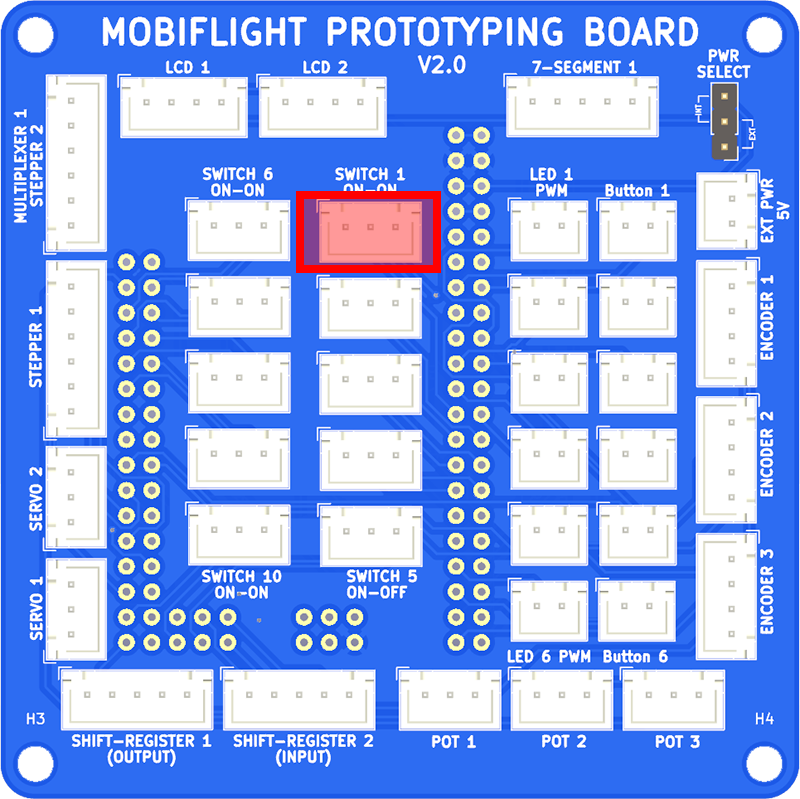 MOBIFLIGHT PROTOTYPING BOARD
V2.0
PWR
SELECT
INT
EXT
LCD 1
LCD 2
7-SEGMENT 1
MULTIPLEXER 1
STEPPER 2
SWITCH 6
ON-ON
SWITCH 1
ON-ON
LED 1
PWM
Button 1
EXT PWR
5V
STEPPER 1
ENCODER 1
SERVO 2
ENCODER 2
SERVO 1
ENCODER 3
SWITCH 10
ON-ON
SWITCH 5
ON-OFF
LED 6 PWM
Button 6
H3
SHIFT-REGISTER 1
(OUTPUT)
SHIFT-REGISTER 2
(INPUT)
POT 1
POT 2
POT 3
H4